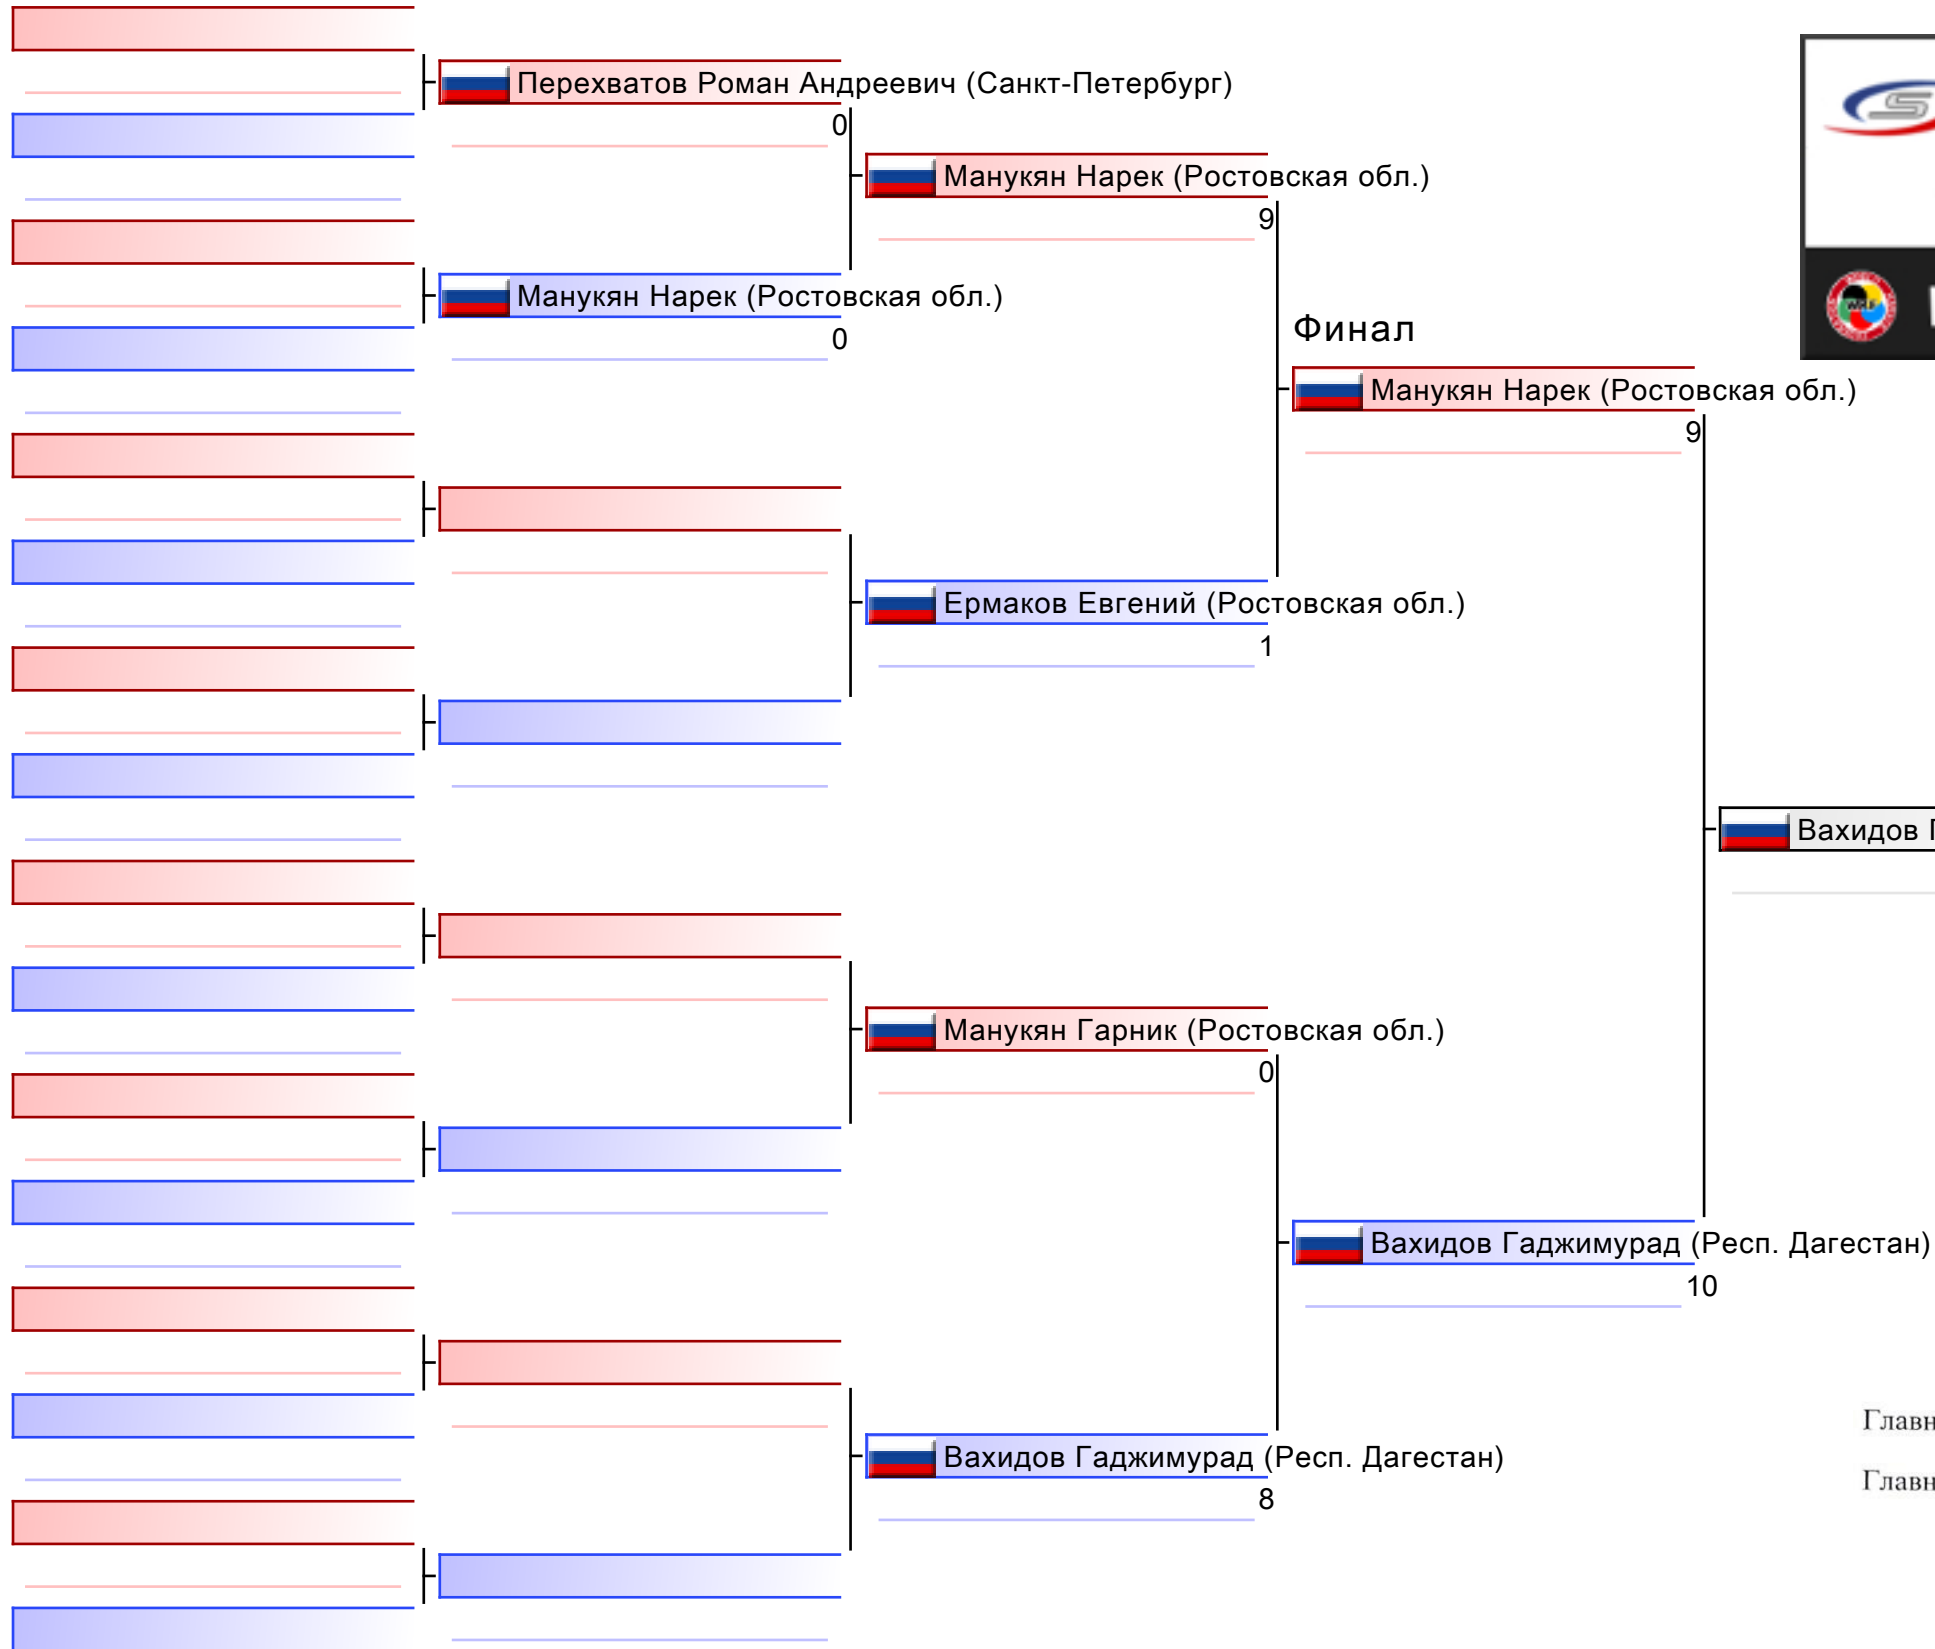 Перехватов Роман Андреевич (Санкт-Петербург)
0
Манукян Нарек (Ростовская обл.)
9
Манукян Нарек (Ростовская обл.)
0
Финал
Манукян Нарек (Ростовская обл.)
9
Ермаков Евгений (Ростовская обл.)
1
Вахидов
Манукян Гарник (Ростовская обл.)
0
Вахидов Гаджимурад (Респ. Дагестан)
10
Вахидов Гаджимурад (Респ. Дагестан)
8